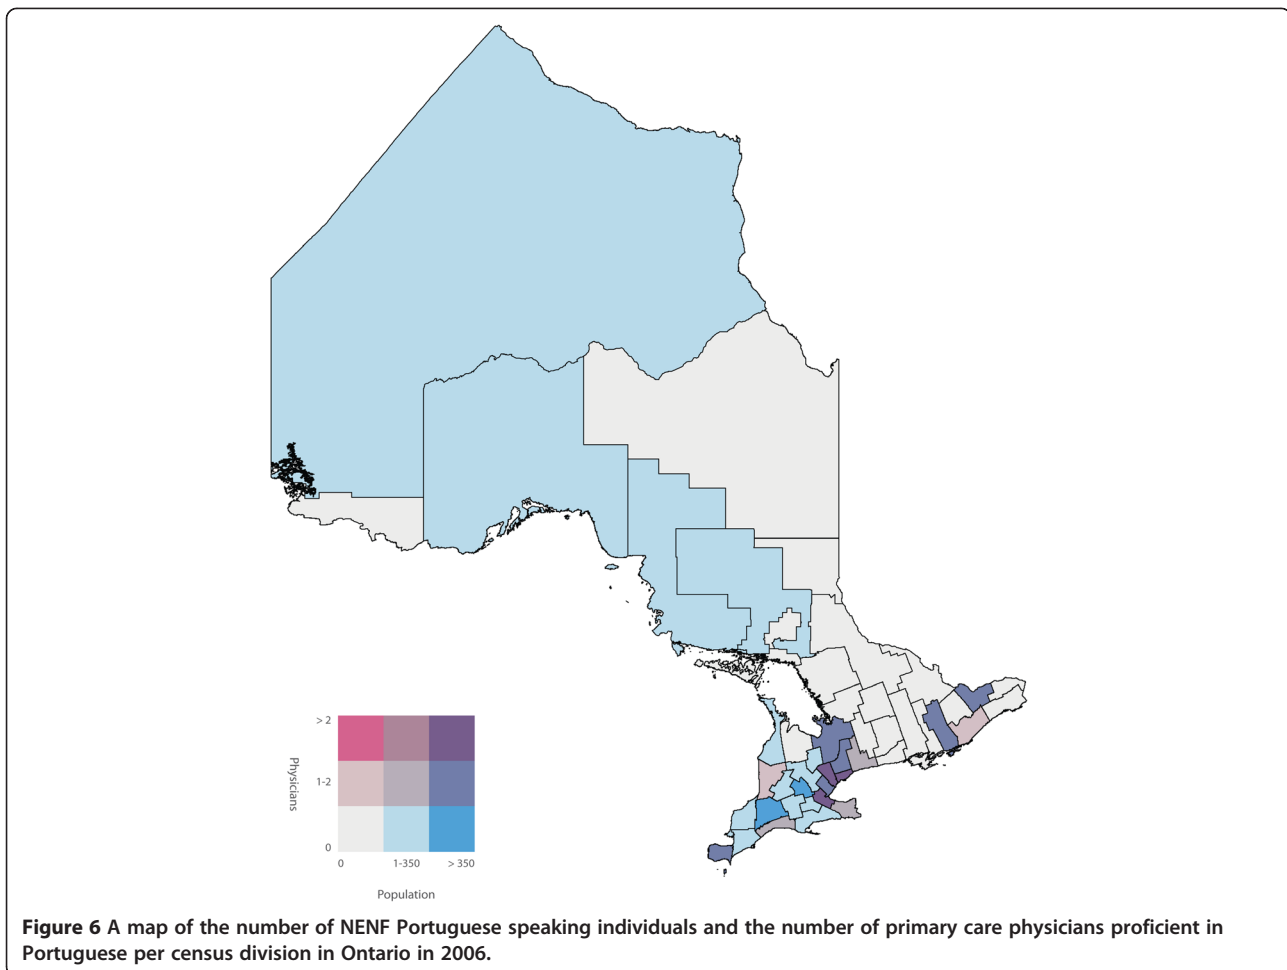 > 2
Physicians
1-2
0
0
1-350
> 350
Population
Figure 6 A map of the number of NENF Portuguese speaking individuals and the number of primary care physicians proficient in
Portuguese per census division in Ontario in 2006.